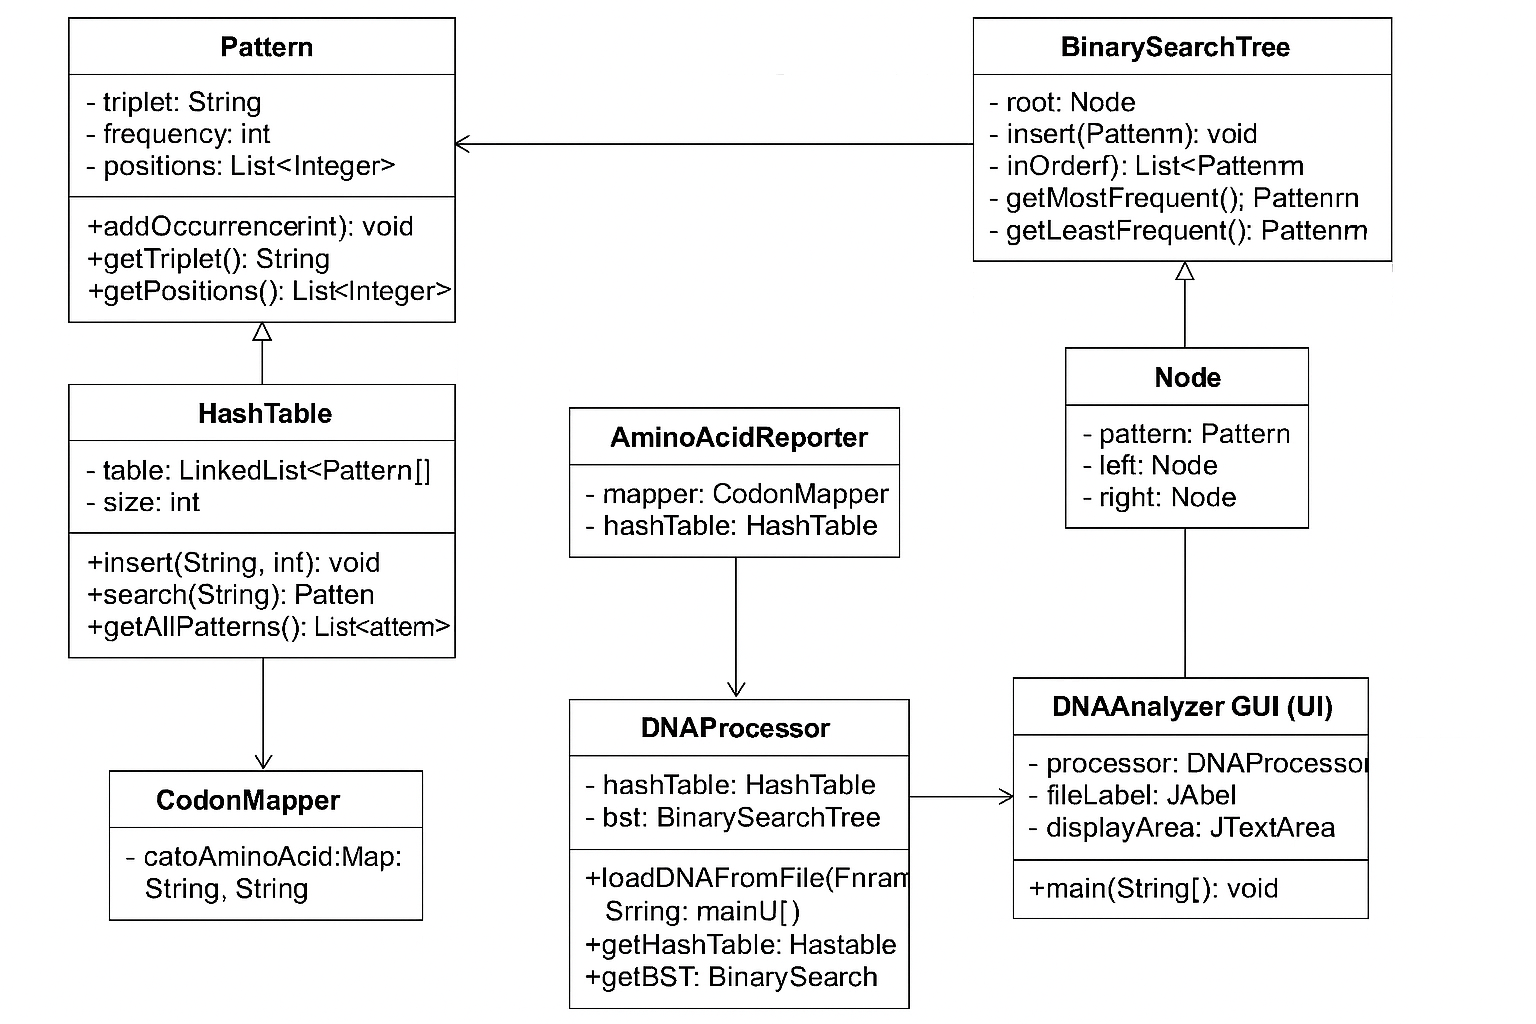 Pattern
- triplet: String
- frequency: int
- positions: List<Integer>
+addOccurrencerint): void
+getTriplet(): String
+getPositions(): List<Integer>
BinarySearchTree
- root: Node
- insert(Pattenm): void
- inOrderf): List<Pattenm
- getMostFrequent(); Pattenrn
- getLeastFrequent(): Pattenm
HashTable
- table: LinkedList<Pattern[]
- size: int
+insert(String, inf): void
+search(String): Patten
+getAllPatterns(): List<attem>
AminoAcidReporter
- mapper: CodonMapper
- hashTable: HashTable
Node
- pattern: Pattern
- left: Node
- right: Node
CodonMapper
- catoAminoAcid:Map:
String, String
DNAProcessor
- hashTable: HashTable
- bst: BinarySearchTree
+loadDNAFromFile(Fnram
Srring: mainU[)
+getHashTable: Hastable
+getBST: BinarySearch
DNAAnalyzer GUI (UI)
- processor: DNAProcessor
- fileLabel: JAbel
- displayArea: JTextArea
+main(String[): void